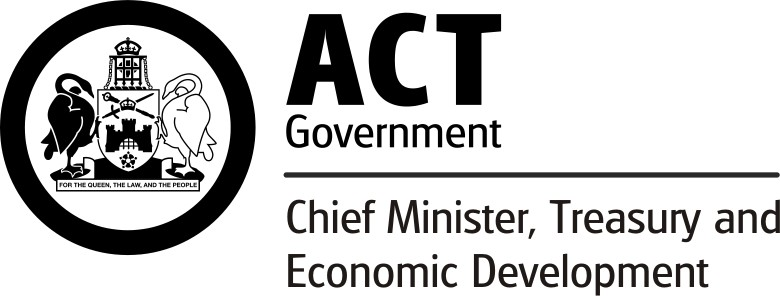 FOR THE QUEEN, THE LAW, AND THE PEOPLE
ACT
Government
Chief Minister, Treasury and
Economic Development